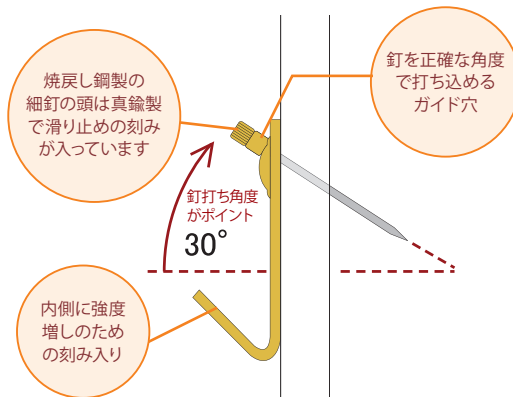 焼戻し鋼製の
細釘の頭は真鍮製
で滑り止めの刻み
が入っています
釘を正確な角度
で打ち込める
ガイド穴
釘打ち角度
がポイント
30°
内側に強度
増しのため
の刻み入り